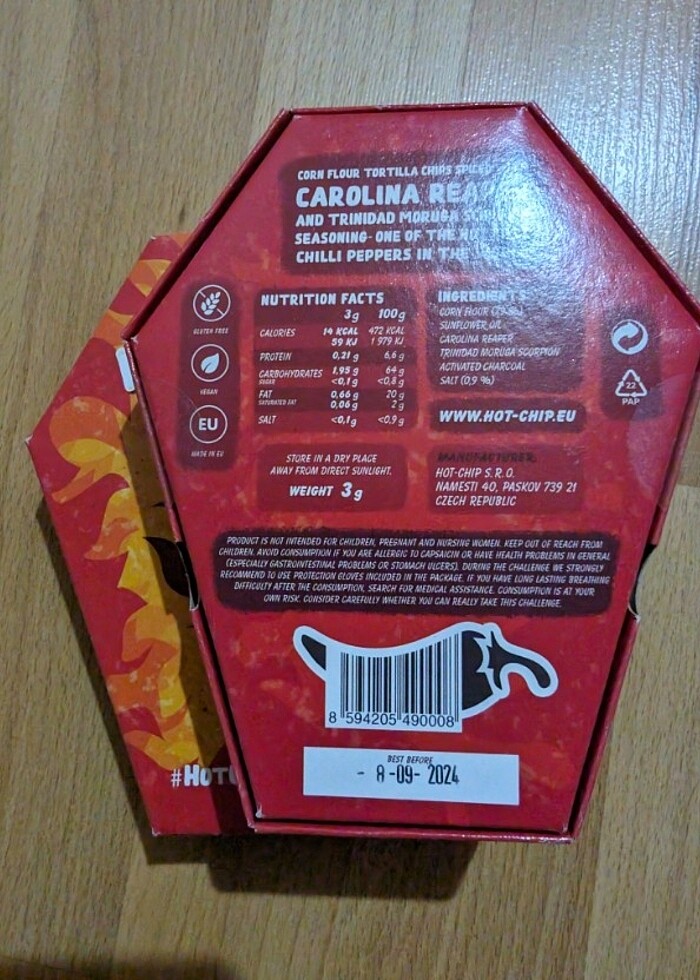 CORN FLOUR TORTILLA CHIPS SPICED
CAROLINA REAPER
AND TRINIDAD MORUGA
SEASONING- ONE OF THE
CHILLI PEPPERS IN THE
GLUTEN FREE
VEGAN
EU
MADE IN EU
NUTRITION FACTS
3g 100g
CALORIES 14 KCAL 472 KCAL
59 KJ 1 979 KJ
PROTEIN 0,21 g 6,6 g
CARBOHYDRATES 1,95 g 64 g
SUGAR <0,1 g <0,8 g
FAT 0,66 g 20 g
SATURATED FAT 0,06 g 2 g
SALT <0,1 g <0,9 g
INGREDIENTS
CORN FLOUR
SUNFLOWER OIL
CAROLINA REAPER
TRINIDAD MORUGA SCORPION
ACTIVATED CHARCOAL
SALT (0,9 %)
WWW.HOT-CHIP.EU
22
PAP
STORE IN A DRY PLACE
AWAY FROM DIRECT SUNLIGHT.
WEIGHT 3g
MANUFACTURER
HOT-CHIP S.R.O.
NAMESTI 40, PASKOV 739 21
CZECH REPUBLIC
PRODUCT IS NOT INTENDED FOR CHILDREN, PREGNANT AND NURSING WOMEN. KEEP OUT OF REACH FROM
CHILDREN. AVOID CONSUMPTION IF YOU ARE ALLERGIC TO CAPSAICIN OR HAVE HEALTH PROBLEMS IN GENERAL
(ESPECIALLY GASTROINTESTINAL PROBLEMS OR STOMACH ULCERS). DURING THE CHALLENGE WE STRONGLY
RECOMMEND TO USE PROTECTION GLOVES INCLUDED IN THE PACKAGE. IF YOU HAVE LONG LASTING BREATHING
DIFFICULTY AFTER THE CONSUMPTION, SEARCH FOR MEDICAL ASSISTANCE. CONSUMPTION IS AT YOUR
OWN RISK. CONSIDER CAREFULLY WHETHER YOU CAN REALLY TAKE THIS CHALLENGE.
8 594205 490008
BEST BEFORE
- 8 -09- 2024
#HOT